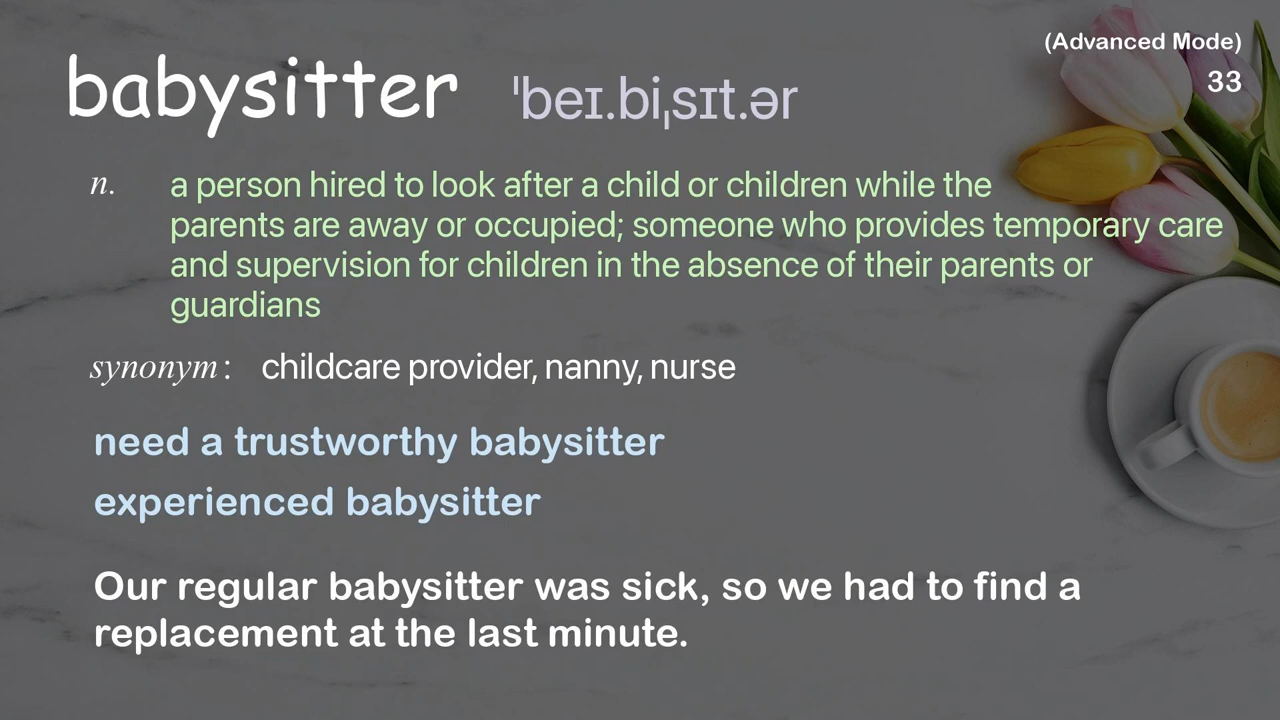 (Advanced Mode)
33
babysitter ˈbeɪ.biˌsɪt.ər
n. a person hired to look after a child or children while the
parents are away or occupied; someone who provides temporary care
and supervision for children in the absence of their parents or
guardians
synonym: childcare provider, nanny, nurse
need a trustworthy babysitter
experienced babysitter
Our regular babysitter was sick, so we had to find a
replacement at the last minute.